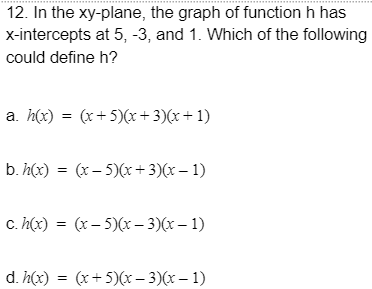 12. In the xy-plane, the graph of function h has
x-intercepts at 5, -3, and 1. Which of the following
could define h?
a. h(x) = (x + 5)(x + 3)(x + 1)
b. h(x) = (x – 5)(x + 3)(x – 1)
c. h(x) = (x – 5)(x – 3)(x – 1)
d. h(x) = (x + 5)(x – 3)(x – 1)